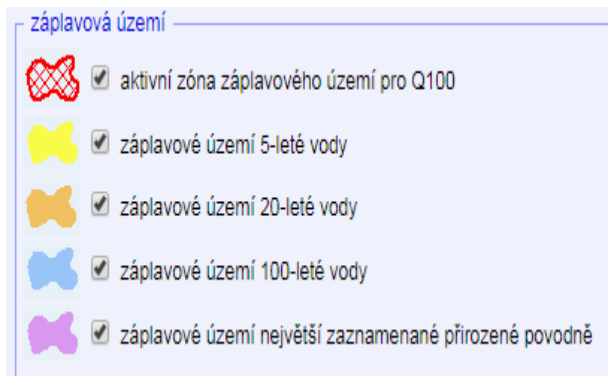 záplavová území
aktivní zóna záplavového území pro Q100
záplavové území 5-leté vody
záplavové území 20-leté vody
záplavové území 100-leté vody
záplavové území největší zaznamenané přirozené povodně